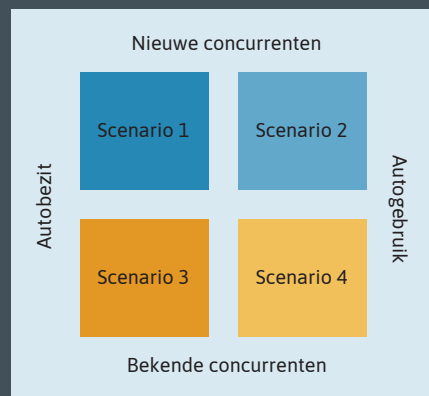 Nieuwe concurrenten
Autobezit
Scenario 1
Scenario 2
Autogebruik
Scenario 3
Scenario 4
Bekende concurrenten